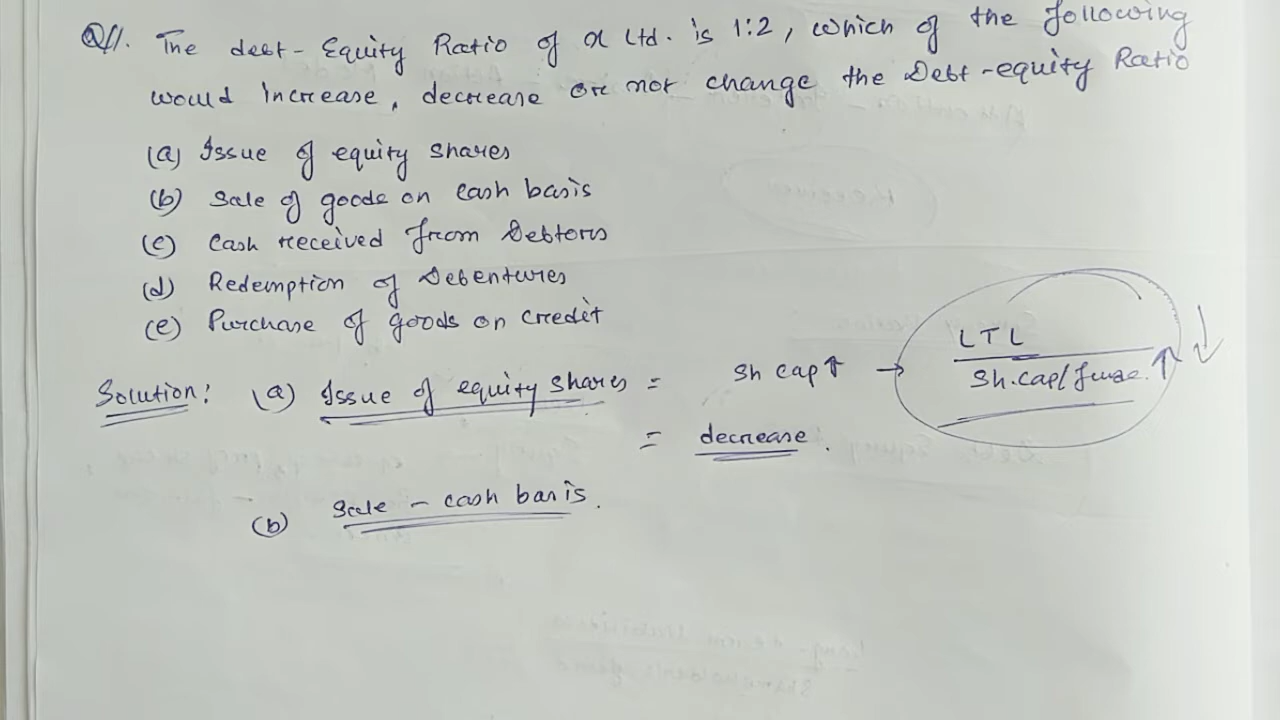 Q11. The debt-Equity Ratio of x Ltd. is 1:2, which of the following
would Increase, decrease or not change the Debt-equity Ratio
(a) Issue of equity shares
(b) Sale of goods on cash basis
(c) Cash received from Debtors
(d) Redemption of Debentures
(e) Purchase of goods on credit
Solution: (a) Issue of equity shares = Sh cap↑ →
LTL
Sh.cap/ ↑ ↓
= decrease.
(b) Sale - cash basis.